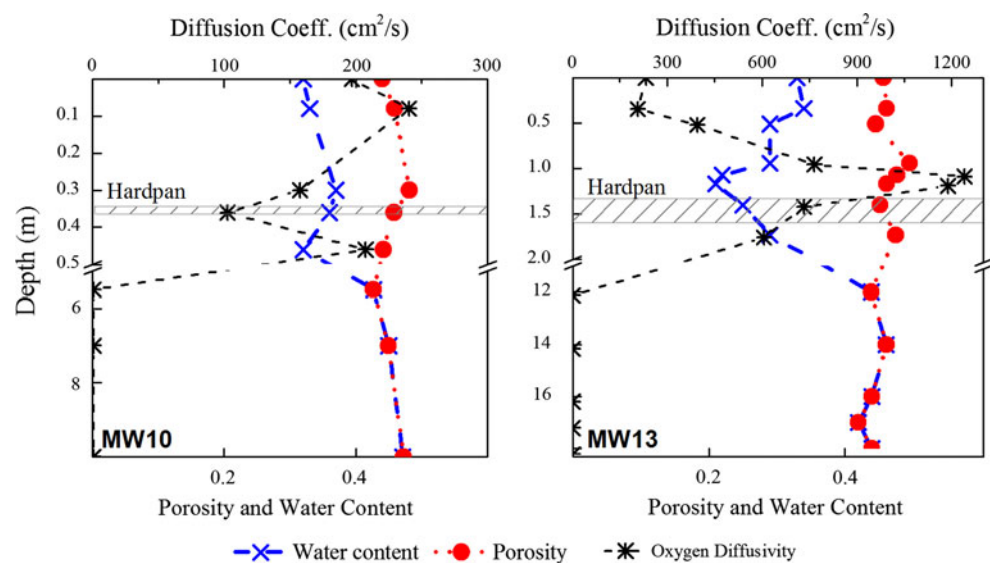 Diffusion Coeff. (cm²/s)
0 100 200 300
0.1
0.2
0.3
0.4
0.5
6
8
Hardpan
Depth (m)
MW10
0.2 0.4
Porosity and Water Content
Diffusion Coeff. (cm²/s)
0 300 600 900 1200
0.5
1.0
1.5
2.0
12
14
16
Hardpan
MW13
0.2 0.4
Porosity and Water Content
Water content Porosity Oxygen Diffusivity